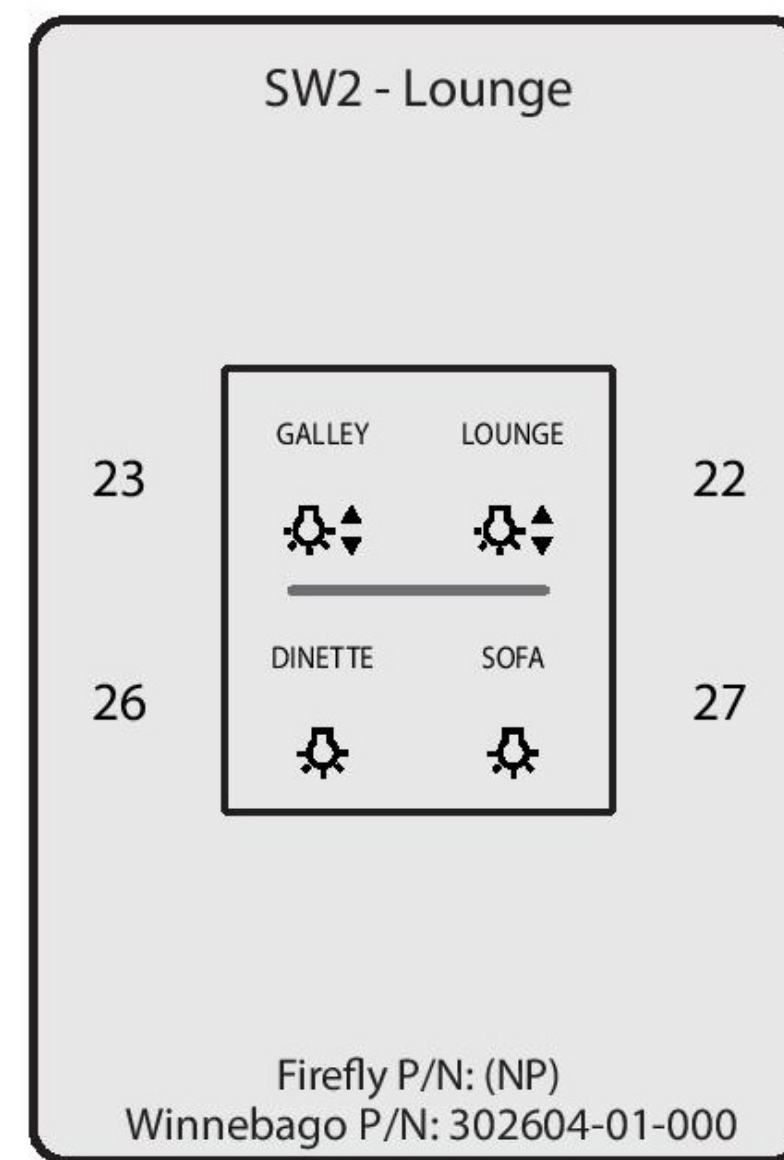 SW2 - Lounge
GALLEY LOUNGE
23 22
DINETTE SOFA
26 27
Firefly P/N: (NP)
Winnebago P/N: 302604-01-000